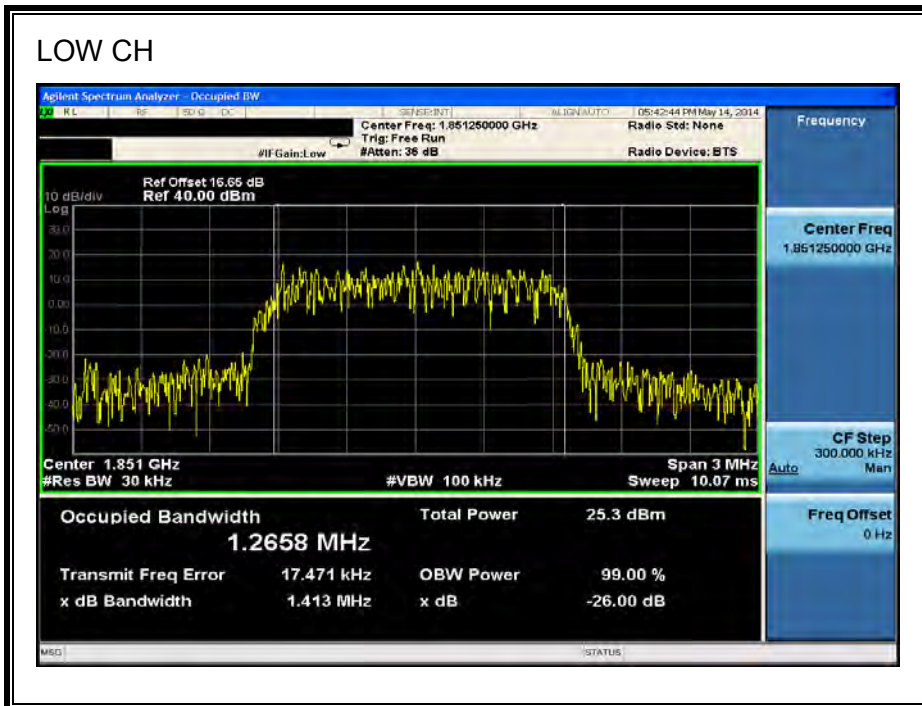 LOW CH
Agilent Spectrum Analyzer - Occupied BW
RL RF 50 Ω DC SENSE:INT ALIGN AUTO 05:42:44 PM May 14, 2014
Center Freq: 1.851250000 GHz Radio Std: None
Trig: Free Run
#IFGain:Low #Atten: 36 dB Radio Device: BTS
Frequency
Ref Offset 16.65 dB
10 dB/div Ref 40.00 dBm
Log
30.0
20.0
10.0
0.00
-10.0
-20.0
-30.0
-40.0
-50.0
Center 1.851 GHz Span 3 MHz
#Res BW 30 kHz #VBW 100 kHz Sweep 10.07 ms
Center Freq
1.851250000 GHz
CF Step
300.000 kHz
Auto Man
Freq Offset
0 Hz
Occupied Bandwidth Total Power 25.3 dBm
1.2658 MHz
Transmit Freq Error 17.471 kHz OBW Power 99.00 %
x dB Bandwidth 1.413 MHz x dB -26.00 dB
MSG STATUS